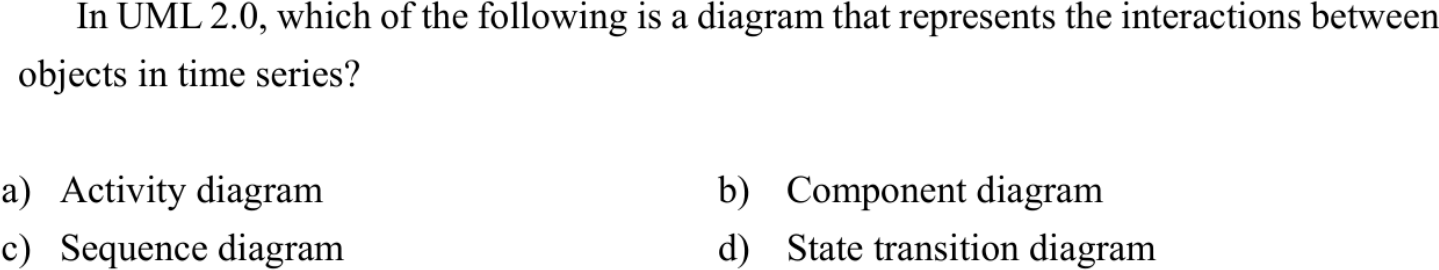 In UML 2.0, which of the following is a diagram that represents the interactions between
objects in time series?
a) Activity diagram b) Component diagram
c) Sequence diagram d) State transition diagram